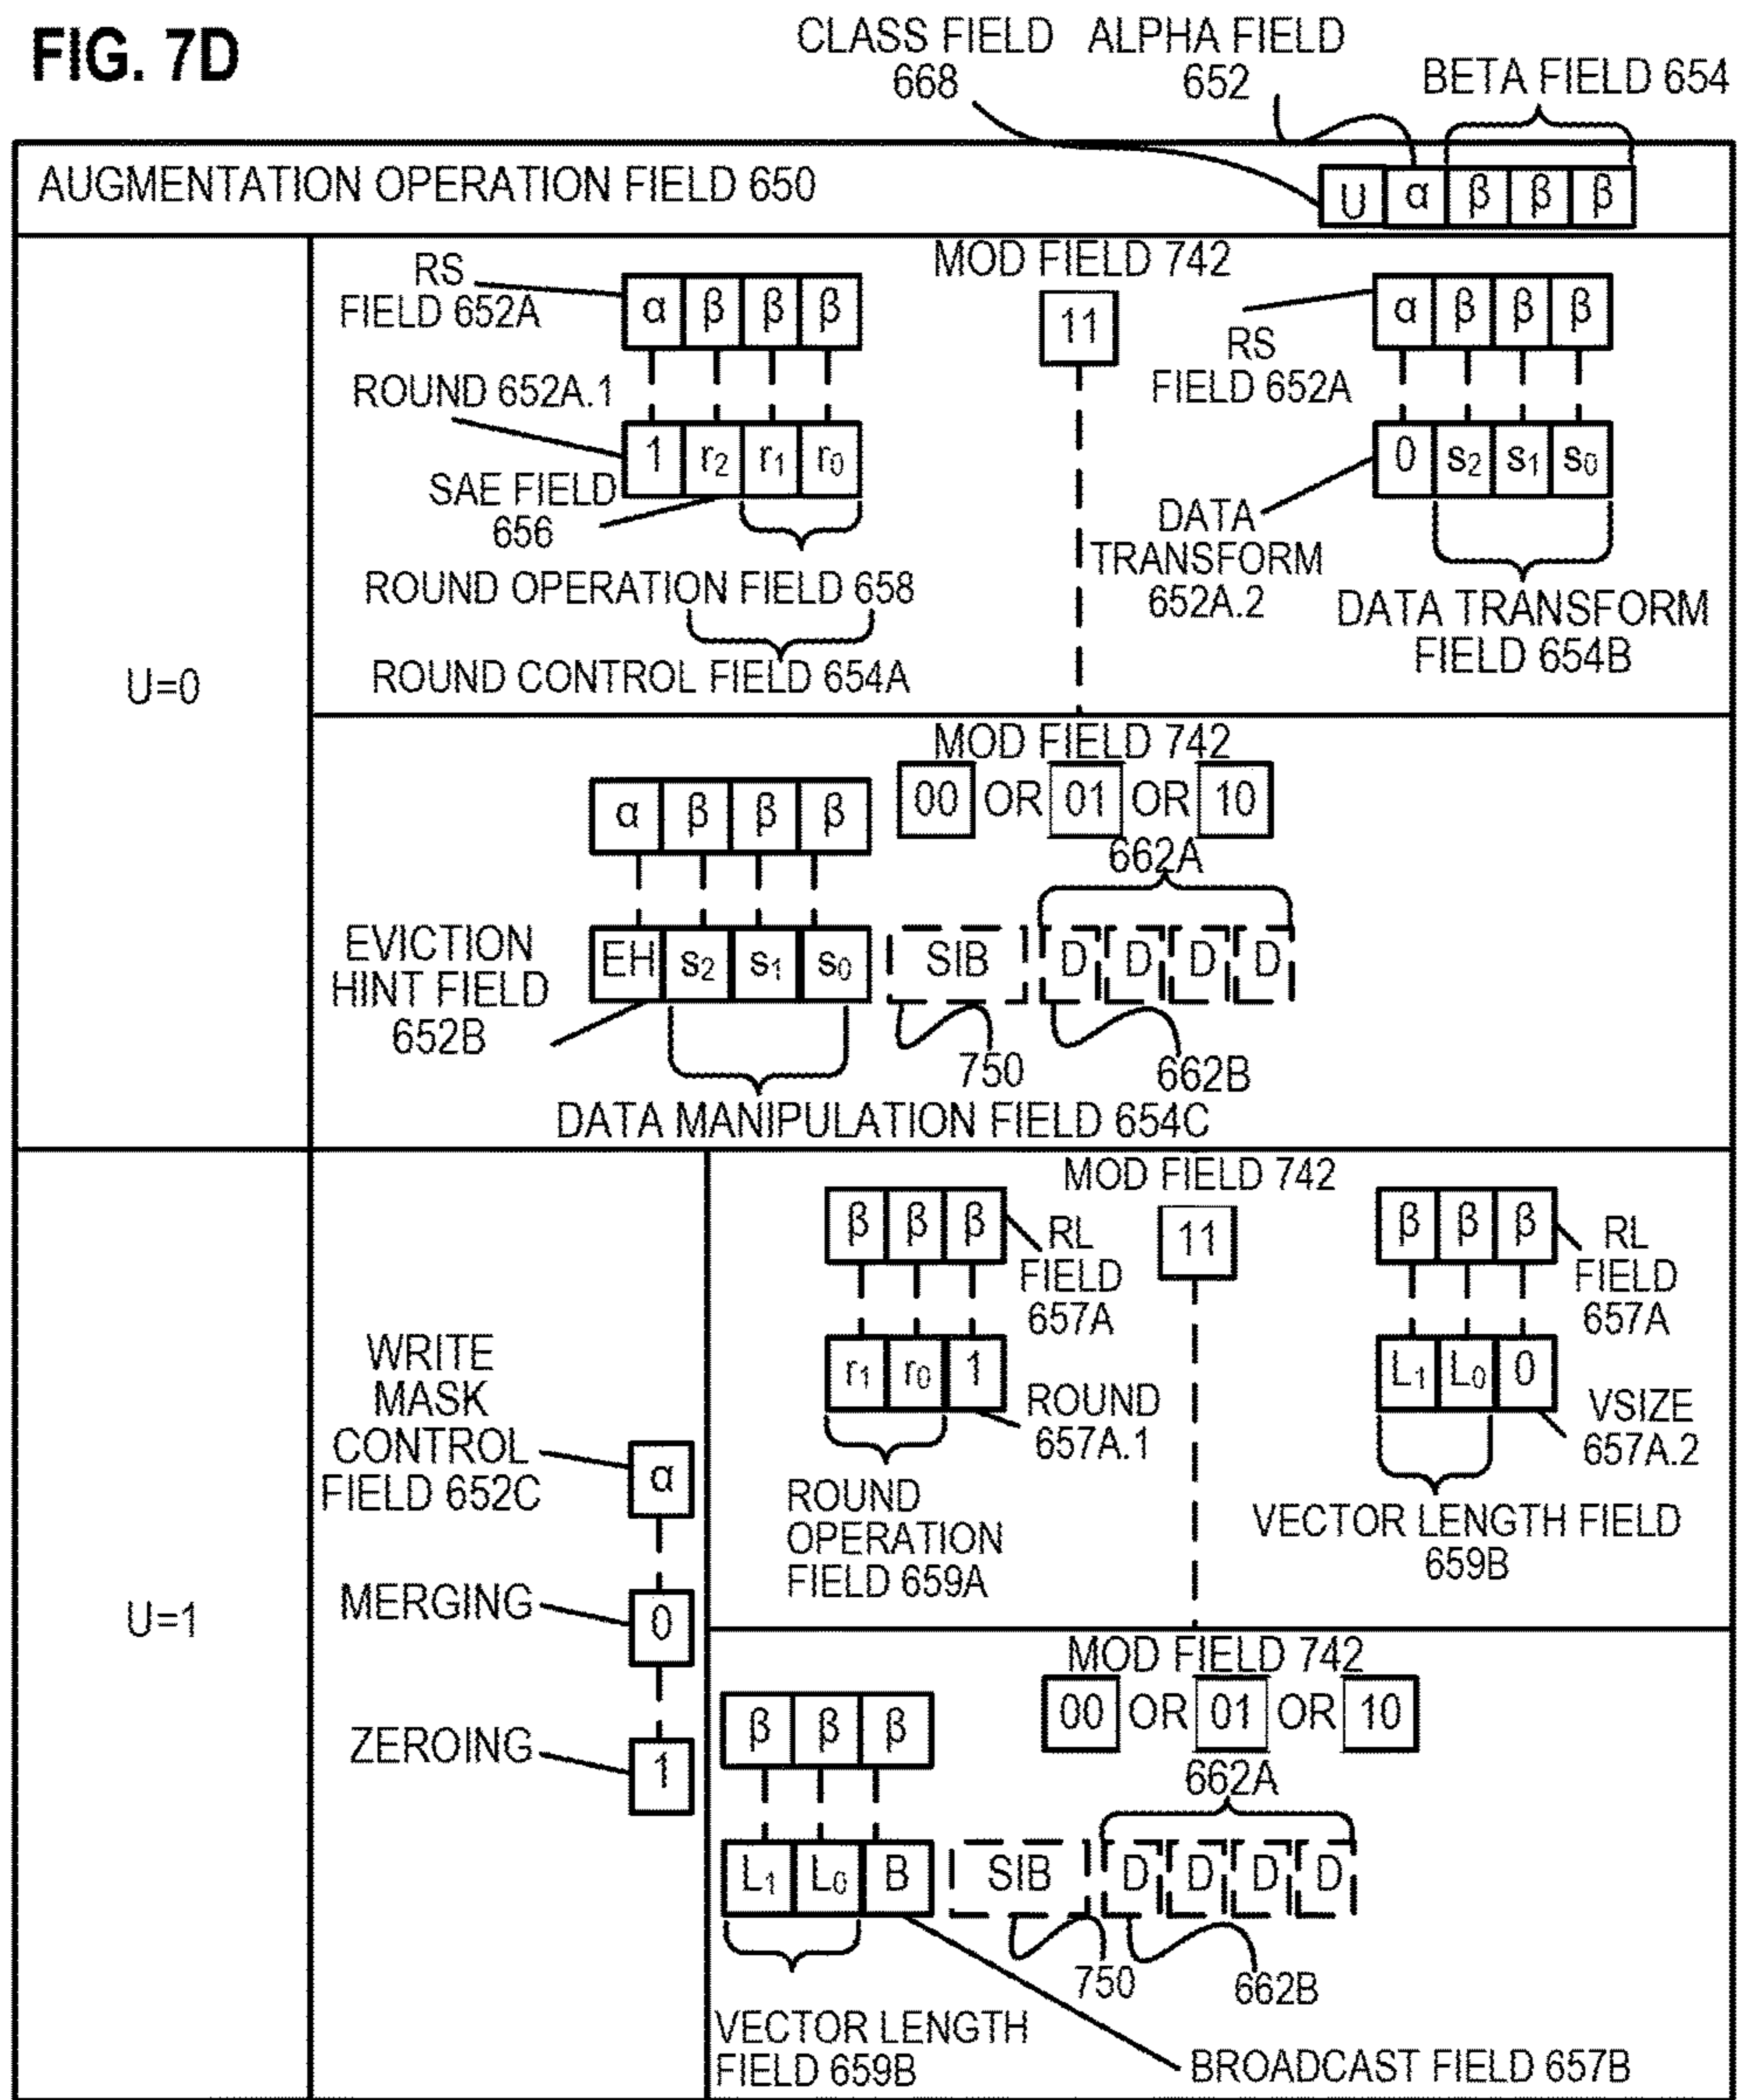 FIG. 7D
CLASS FIELD
668
ALPHA FIELD
652
BETA FIELD 654
AUGMENTATION OPERATION FIELD 650
U α β β β
U=0
RS
FIELD 652A
α β β β
MOD FIELD 742
11
α β β β
RS
FIELD 652A
ROUND 652A.1
1 r₂ r₁ r₀
0 s₂ s₁ s₀
SAE FIELD
656
DATA
TRANSFORM
652A.2
ROUND OPERATION FIELD 658
ROUND CONTROL FIELD 654A
DATA TRANSFORM
FIELD 654B
MOD FIELD 742
00 OR 01 OR 10
α β β β
662A
EVICTION
HINT FIELD
652B
EH s₂ s₁ s₀
SIB
D D D D
750
662B
DATA MANIPULATION FIELD 654C
U=1
WRITE
MASK
CONTROL
FIELD 652C
α
MERGING
0
ZEROING
1
MOD FIELD 742
11
β β β
RL
FIELD
657A
r₁ r₀ 1
ROUND
657A.1
ROUND
OPERATION
FIELD 659A
β β β
RL
FIELD
657A
L₁ L₀ 0
VSIZE
657A.2
VECTOR LENGTH FIELD
659B
MOD FIELD 742
00 OR 01 OR 10
β β β
662A
L₁ L₀ B
SIB
D D D D
750
662B
VECTOR LENGTH
FIELD 659B
BROADCAST FIELD 657B